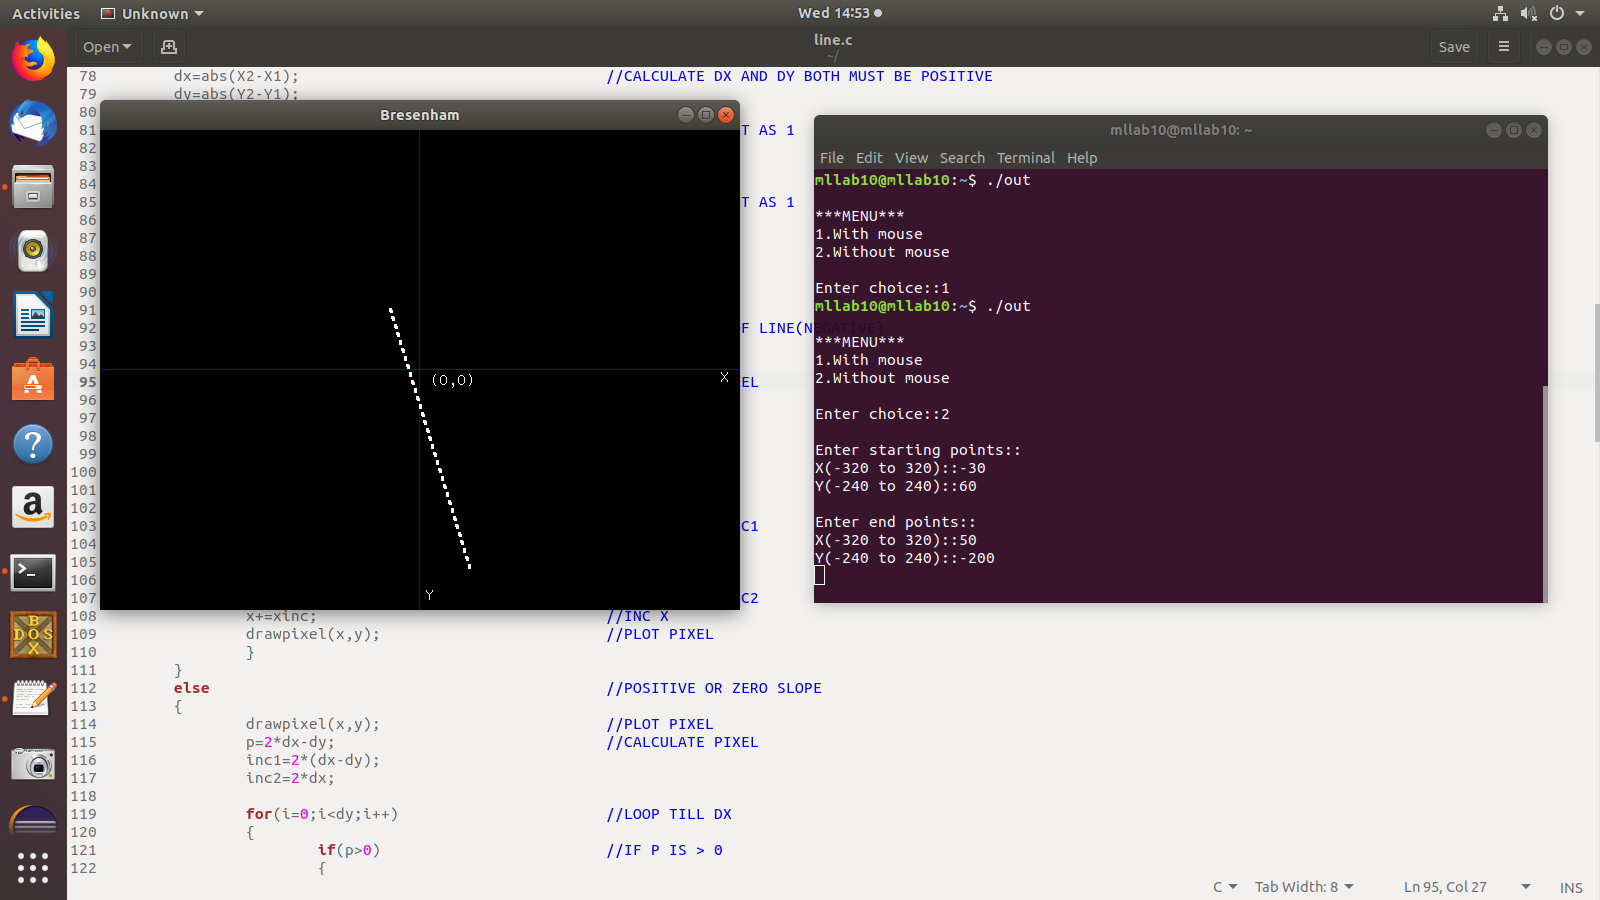 Activities
Unknown
Wed 14:53
Open
line.c
~/
Save
78 dx=abs(X2-X1); //CALCULATE DX AND DY BOTH MUST BE POSITIVE
79 dy=abs(Y2-Y1);
80
81 T AS 1
82
83
84
85 T AS 1
86
87
88
89
90
91
92 F LINE(NEGATIVE)
93
94
95 EL
96
97
98
99
100
101
102
103 C1
104
105
106
107 C2
108 x+=xinc; //INC X
109 drawpixel(x,y); //PLOT PIXEL
110 }
111 }
112 else //POSITIVE OR ZERO SLOPE
113 {
114 drawpixel(x,y); //PLOT PIXEL
115 p=2*dx-dy; //CALCULATE PIXEL
116 inc1=2*(dx-dy);
117 inc2=2*dx;
118
119 for(i=0;i<dy;i++) //LOOP TILL DX
120 {
121 if(p>0) //IF P IS > 0
122 {
Bresenham
(0,0)
X
Y
mllab10@mllab10: ~
File Edit View Search Terminal Help
mllab10@mllab10:~$ ./out
***MENU***
1.With mouse
2.Without mouse
Enter choice::1
mllab10@mllab10:~$ ./out
***MENU***
1.With mouse
2.Without mouse
Enter choice::2
Enter starting points::
X(-320 to 320)::-30
Y(-240 to 240)::60
Enter end points::
X(-320 to 320)::50
Y(-240 to 240)::-200
C
Tab Width: 8
Ln 95, Col 27
INS
a
A
?
>_
BOX
DOS